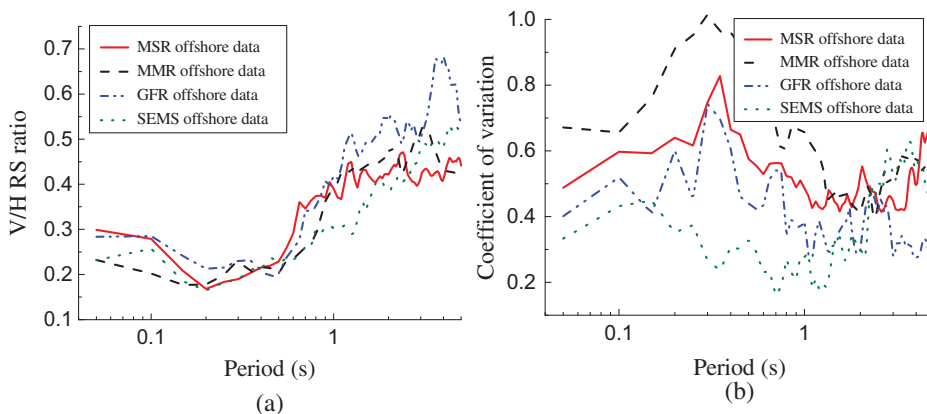 V/H RS ratio
0.7
0.6
0.5
0.4
0.3
0.2
0.1
MSR offshore data
MMR offshore data
GFR offshore data
SEMS offshore data
0.1
1
Period (s)
(a)
Coefficient of variation
1.0
0.8
0.6
0.4
0.2
MSR offshore data
MMR offshore data
GFR offshore data
SEMS offshore data
0.1
1
Period (s)
(b)